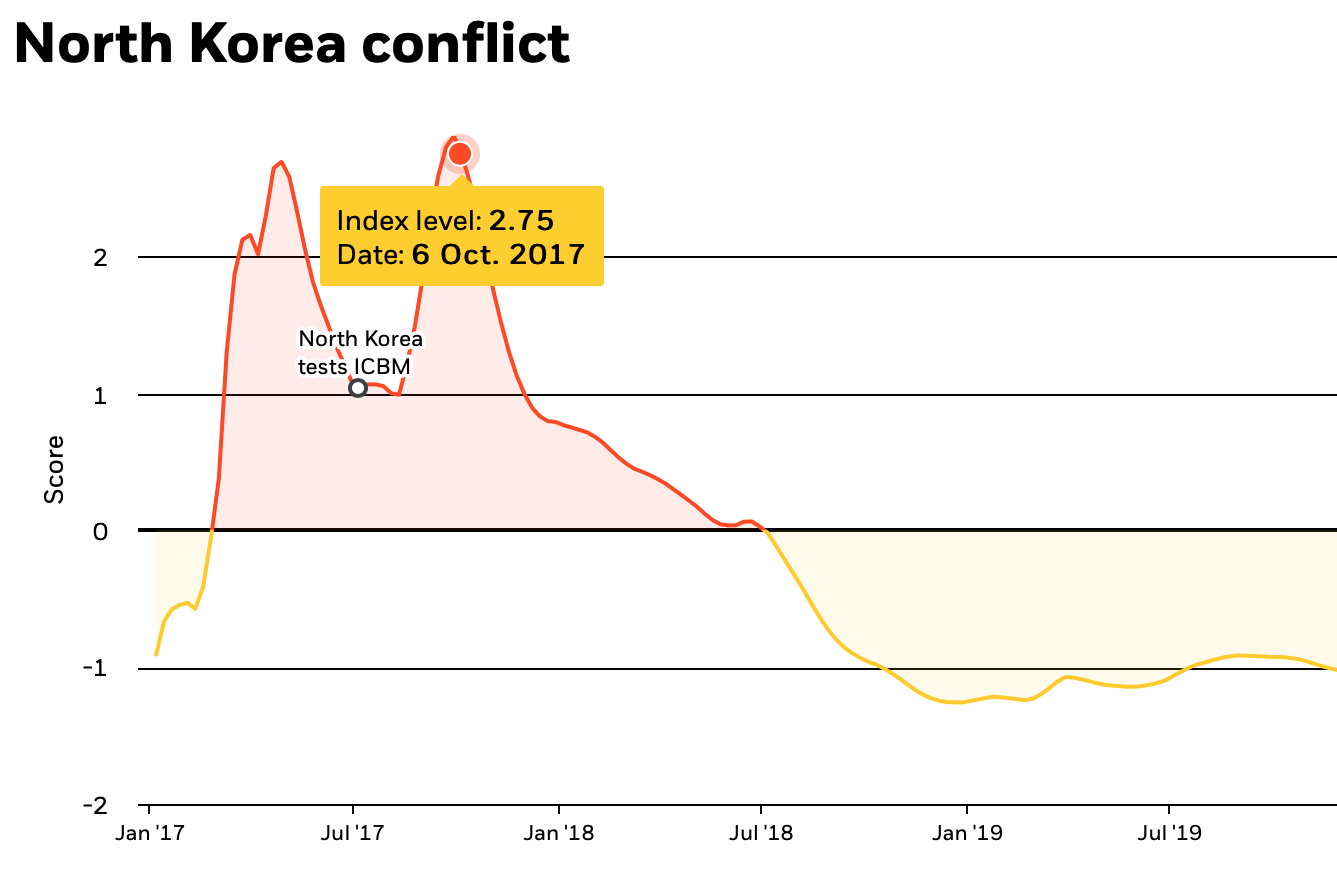 North Korea conflict
Index level: 2.75
Date: 6 Oct. 2017
2
North Korea
tests ICBM
1
Score
0
-1
-2
Jan '17 Jul '17 Jan '18 Jul '18 Jan '19 Jul '19